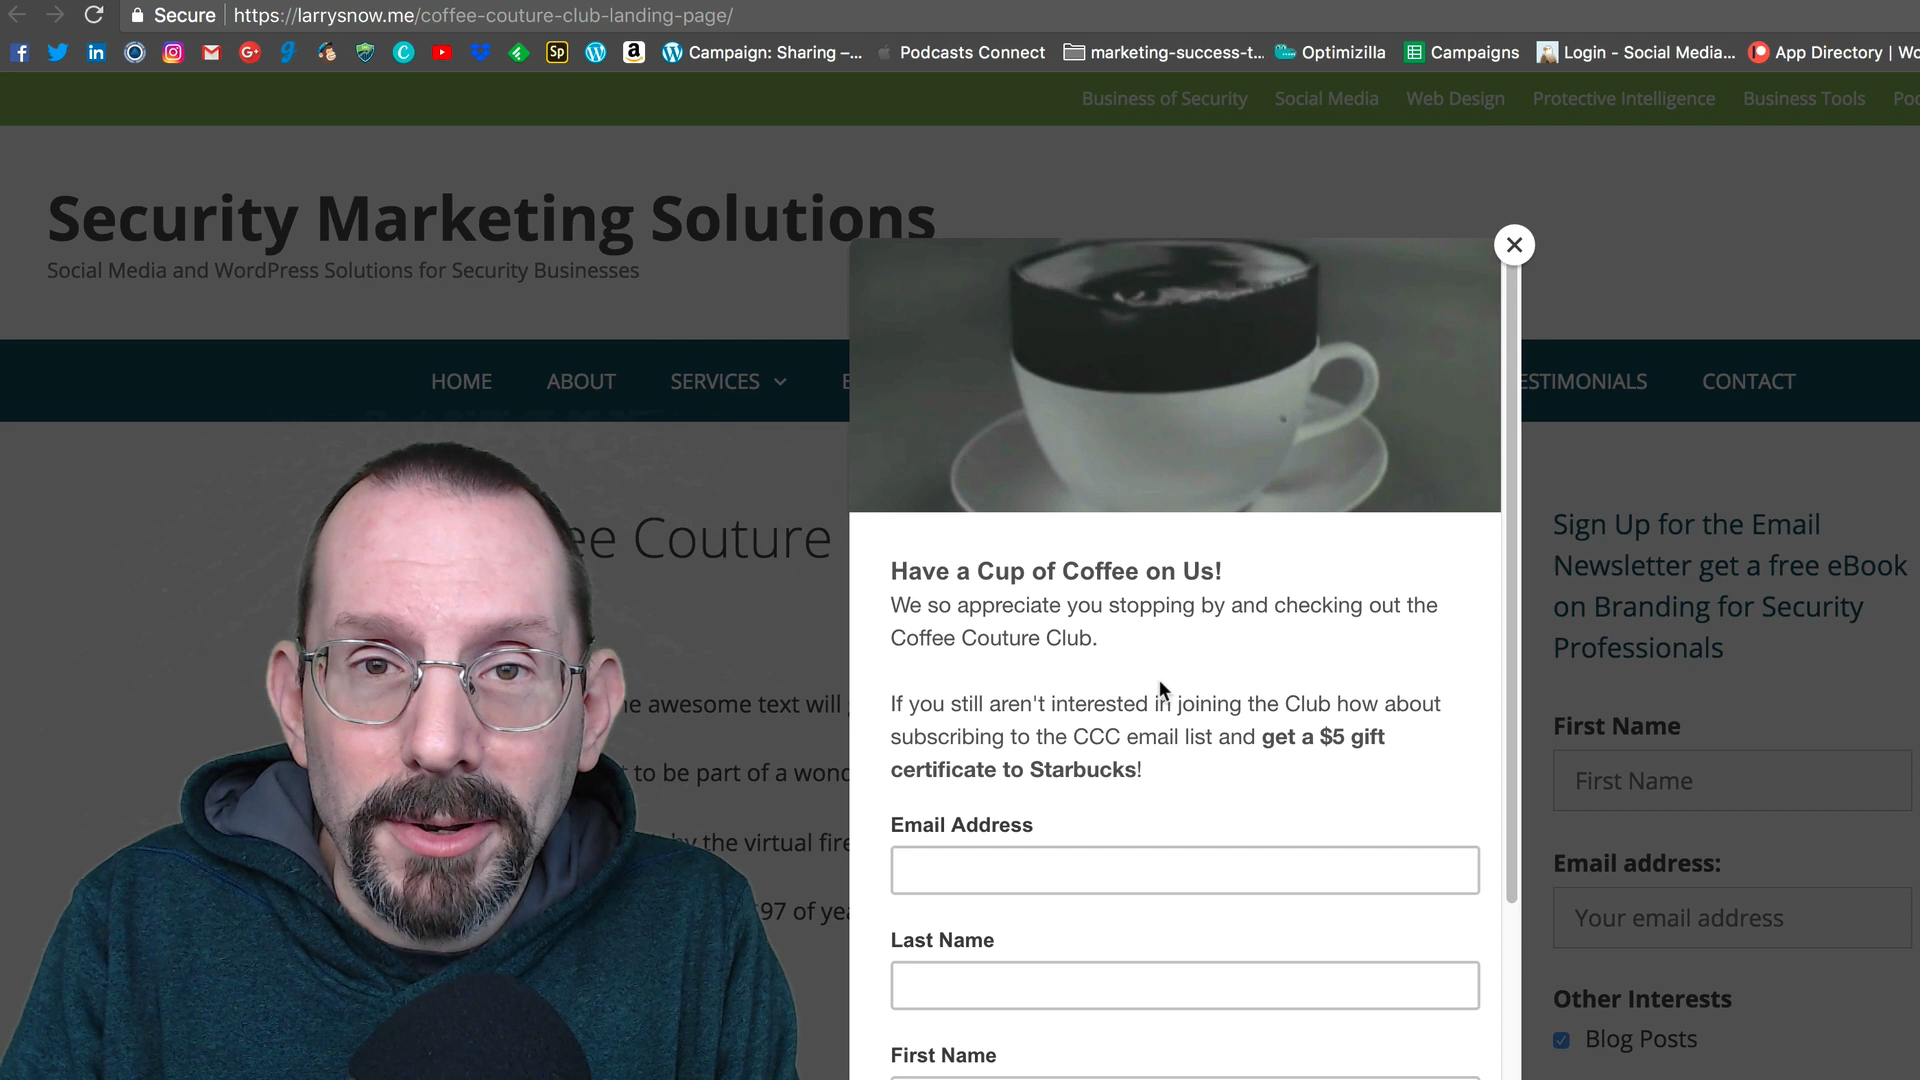 Secure | https://larrysnow.me/coffee-couture-club-landing-page/
Sp
Campaign: Sharing –...
Podcasts Connect
marketing-success-t...
Optimizilla
Campaigns
Login - Social Media...
App Directory | Wo
Business of Security
Social Media
Web Design
Protective Intelligence
Business Tools
Poc
Security Marketing Solutions
Social Media and WordPress Solutions for Security Businesses
HOME
ABOUT
SERVICES
ESTIMONIALS
CONTACT
ee Couture
e awesome text will
to be part of a wond
by the virtual fire
97 of yea
Have a Cup of Coffee on Us!
We so appreciate you stopping by and checking out the
Coffee Couture Club.
If you still aren't interested in joining the Club how about
subscribing to the CCC email list and get a $5 gift
certificate to Starbucks!
Email Address
Last Name
First Name
Sign Up for the Email
Newsletter get a free eBook
on Branding for Security
Professionals
First Name
First Name
Email address:
Your email address
Other Interests
Blog Posts